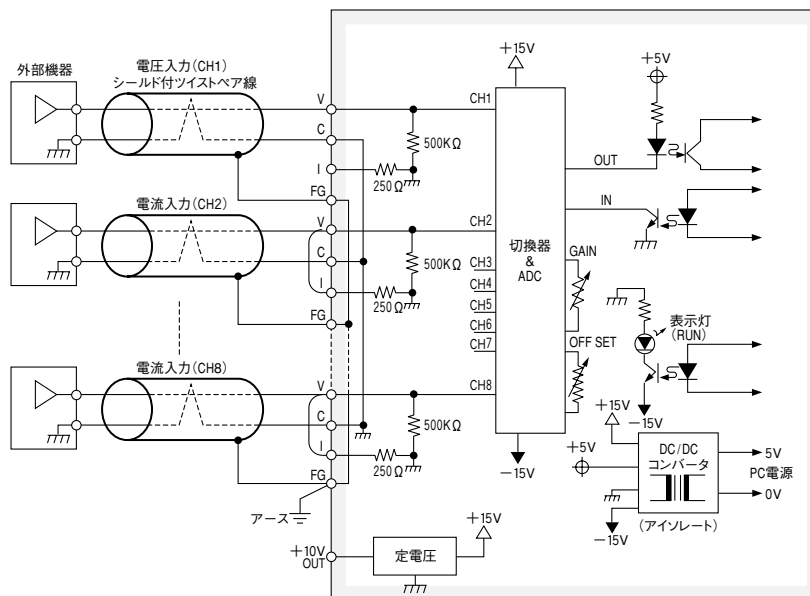 外部機器
電圧入力(CH1)
シールド付ツイストペア線
V
C
I
FG
500KΩ
250Ω
CH1
+15V
+5V
OUT
IN
電流入力(CH2)
V
C
I
FG
500KΩ
250Ω
CH2
CH3
CH4
CH5
CH6
CH7
切換器
&
ADC
GAIN
OFF SET
表示灯
(RUN)
−15V
電流入力(CH8)
V
C
I
FG
500KΩ
250Ω
CH8
−15V
アース
+10V
OUT
定電圧
+15V
+15V
+5V
−15V
DC/DC
コンバータ
(アイソレート)
5V
PC電源
0V